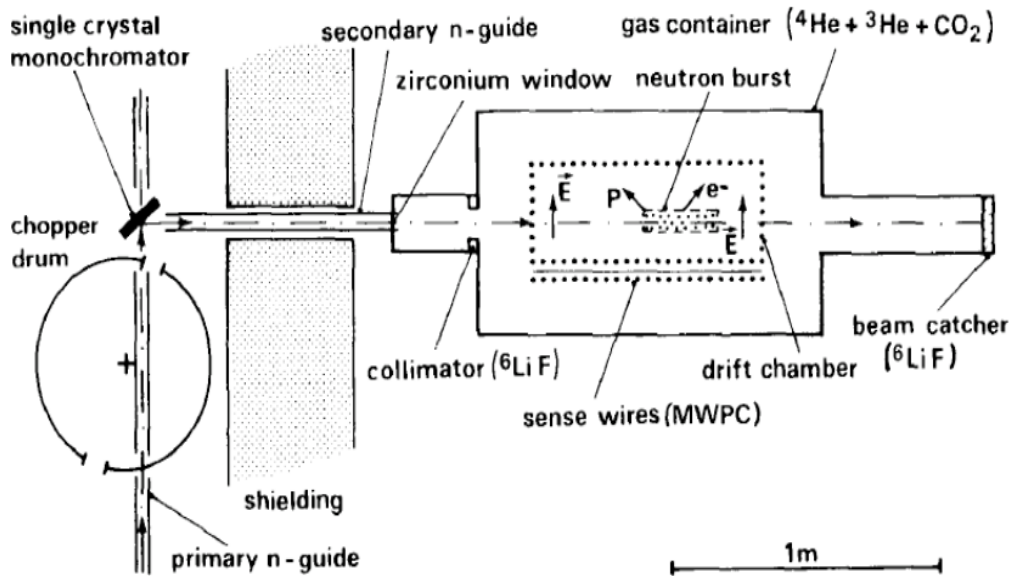 single crystal
monochromator
secondary n-guide
gas container (⁴He + ³He + CO₂)
zirconium window
neutron burst
E⃗
P
e-
E⃗
chopper
drum
+
collimator (⁶LiF)
drift chamber
beam catcher
(⁶LiF)
sense wires (MWPC)
shielding
primary n-guide
1m